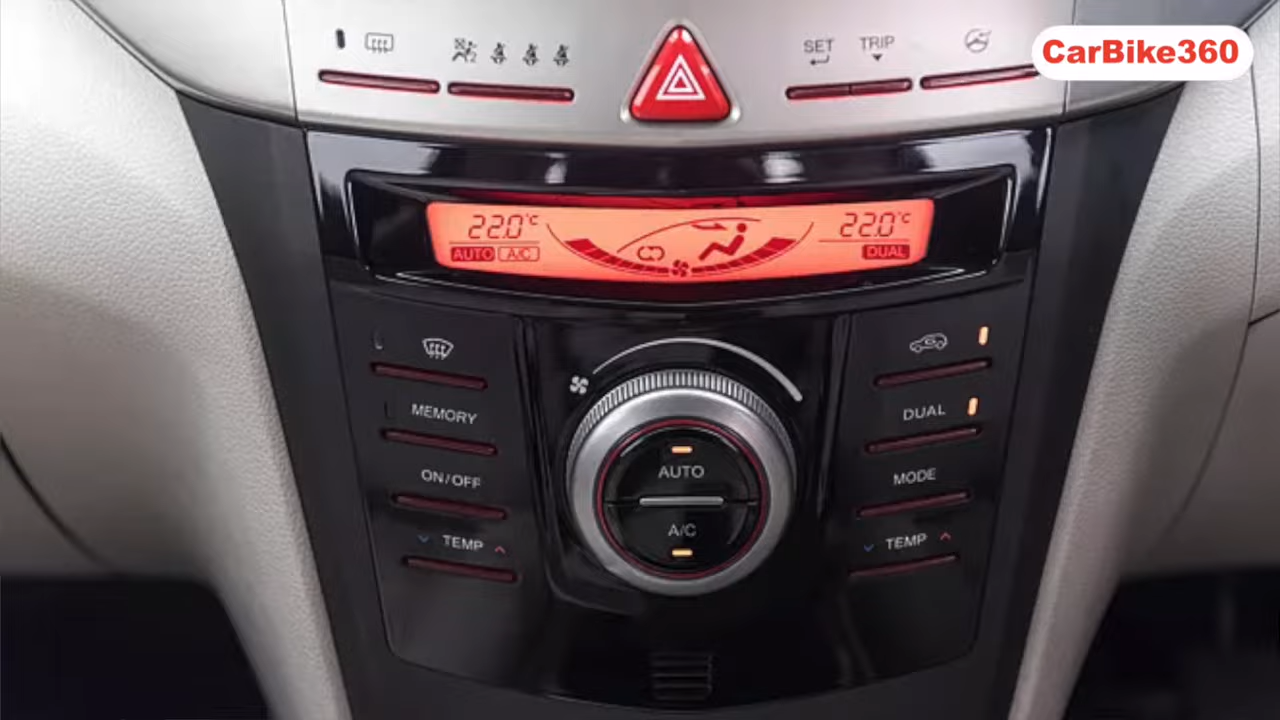 SET TRIP
CarBike360
22.0°C
AUTO A/C
22.0°C
DUAL
MEMORY
ON/OFF
TEMP
AUTO
A/C
DUAL
MODE
TEMP